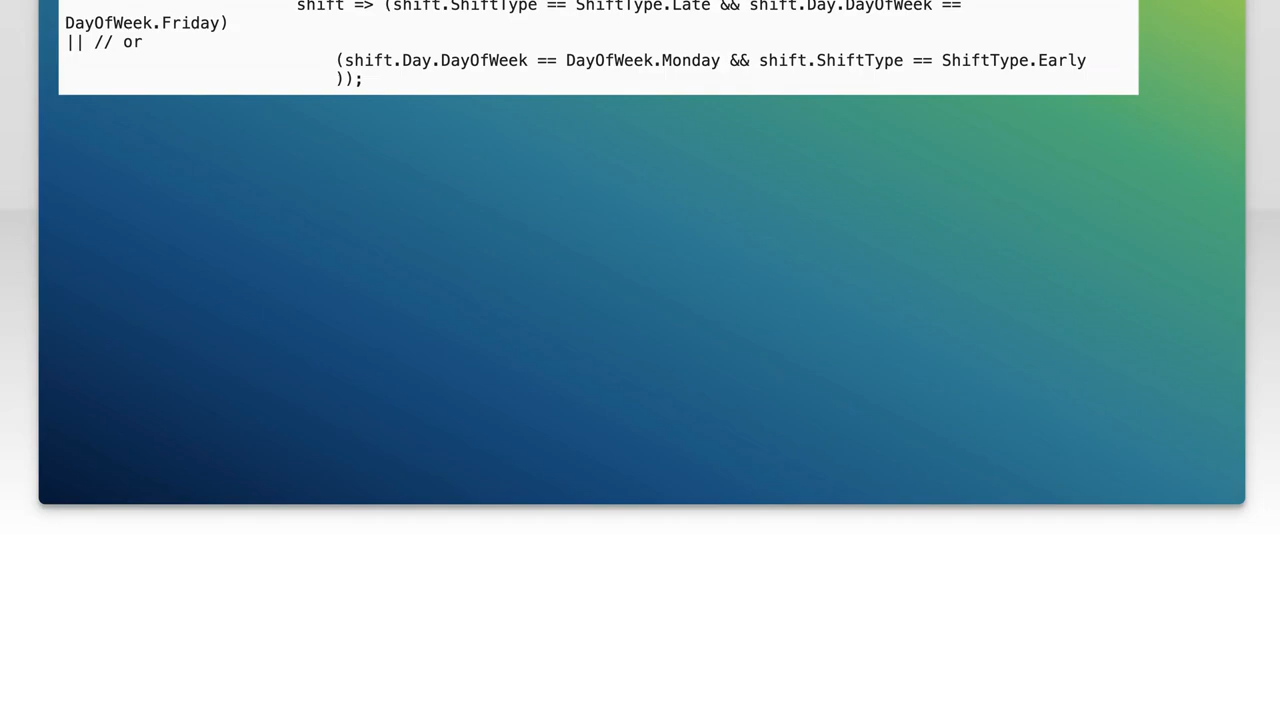 shift => (shift.ShiftType == ShiftType.Late && shift.Day.DayOfWeek ==
DayOfWeek.Friday)
|| // or
(shift.Day.DayOfWeek == DayOfWeek.Monday && shift.ShiftType == ShiftType.Early
));